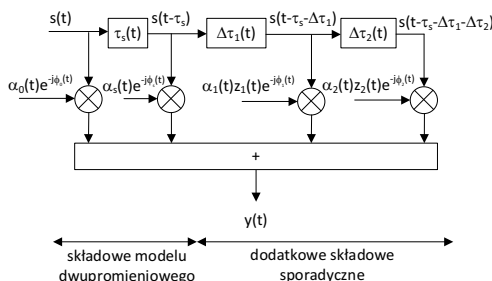 s(t)
τs(t)
s(t-τs)
Δτ1(t)
s(t-τs-Δτ1)
Δτ2(t)
s(t-τs-Δτ1-Δτ2)
α0(t)e-jϕ0(t)
αs(t)e-jϕs(t)
α1(t)z1(t)e-jϕ1(t)
α2(t)z2(t)e-jϕ2(t)
+
y(t)
składowe modelu
dwupromieniowego
dodatkowe składowe
sporadyczne